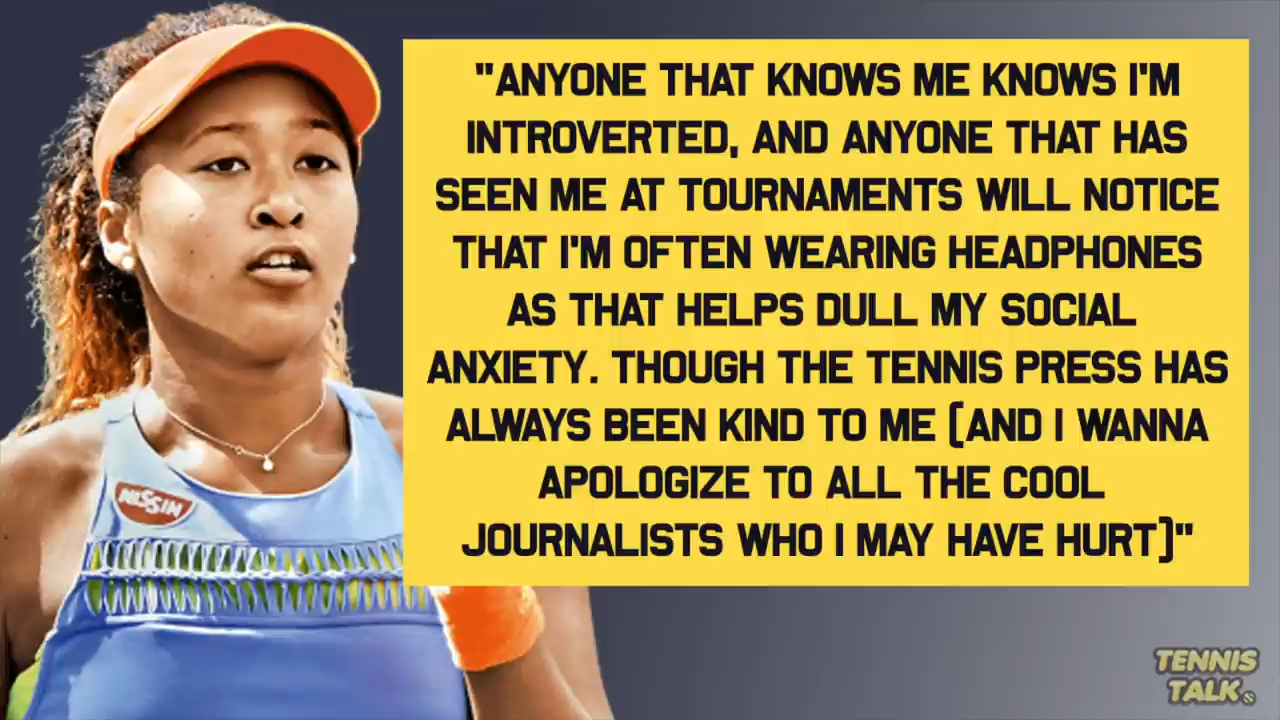 "ANYONE THAT KNOWS ME KNOWS I'M
INTROVERTED, AND ANYONE THAT HAS
SEEN ME AT TOURNAMENTS WILL NOTICE
THAT I'M OFTEN WEARING HEADPHONES
AS THAT HELPS DULL MY SOCIAL
ANXIETY. THOUGH THE TENNIS PRESS HAS
ALWAYS BEEN KIND TO ME (AND I WANNA
APOLOGIZE TO ALL THE COOL
JOURNALISTS WHO I MAY HAVE HURT)"
NISSIN
TENNIS
TALK